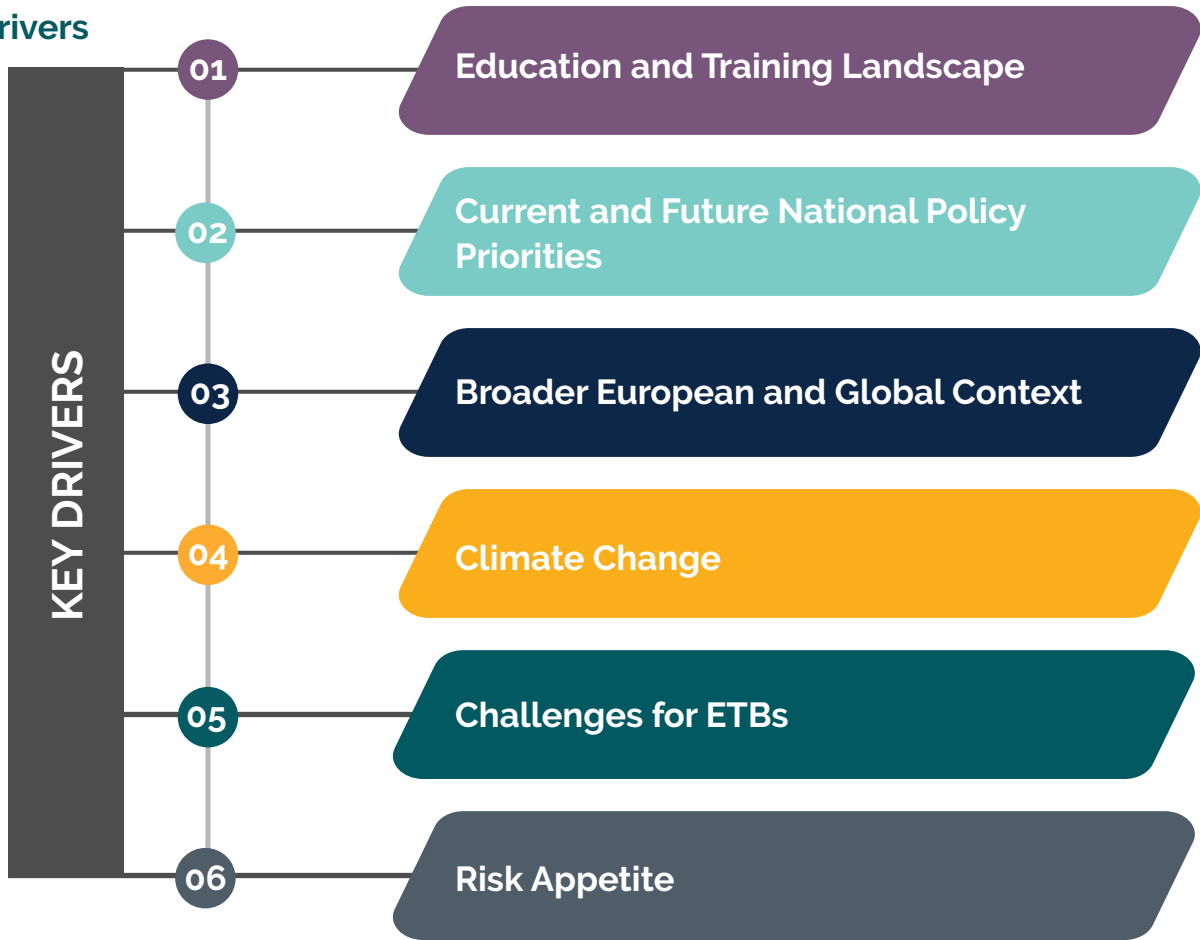 rivers
01
Education and Training Landscape
02
Current and Future National Policy
Priorities
03
Broader European and Global Context
KEY DRIVERS
04
Climate Change
05
Challenges for ETBs
06
Risk Appetite